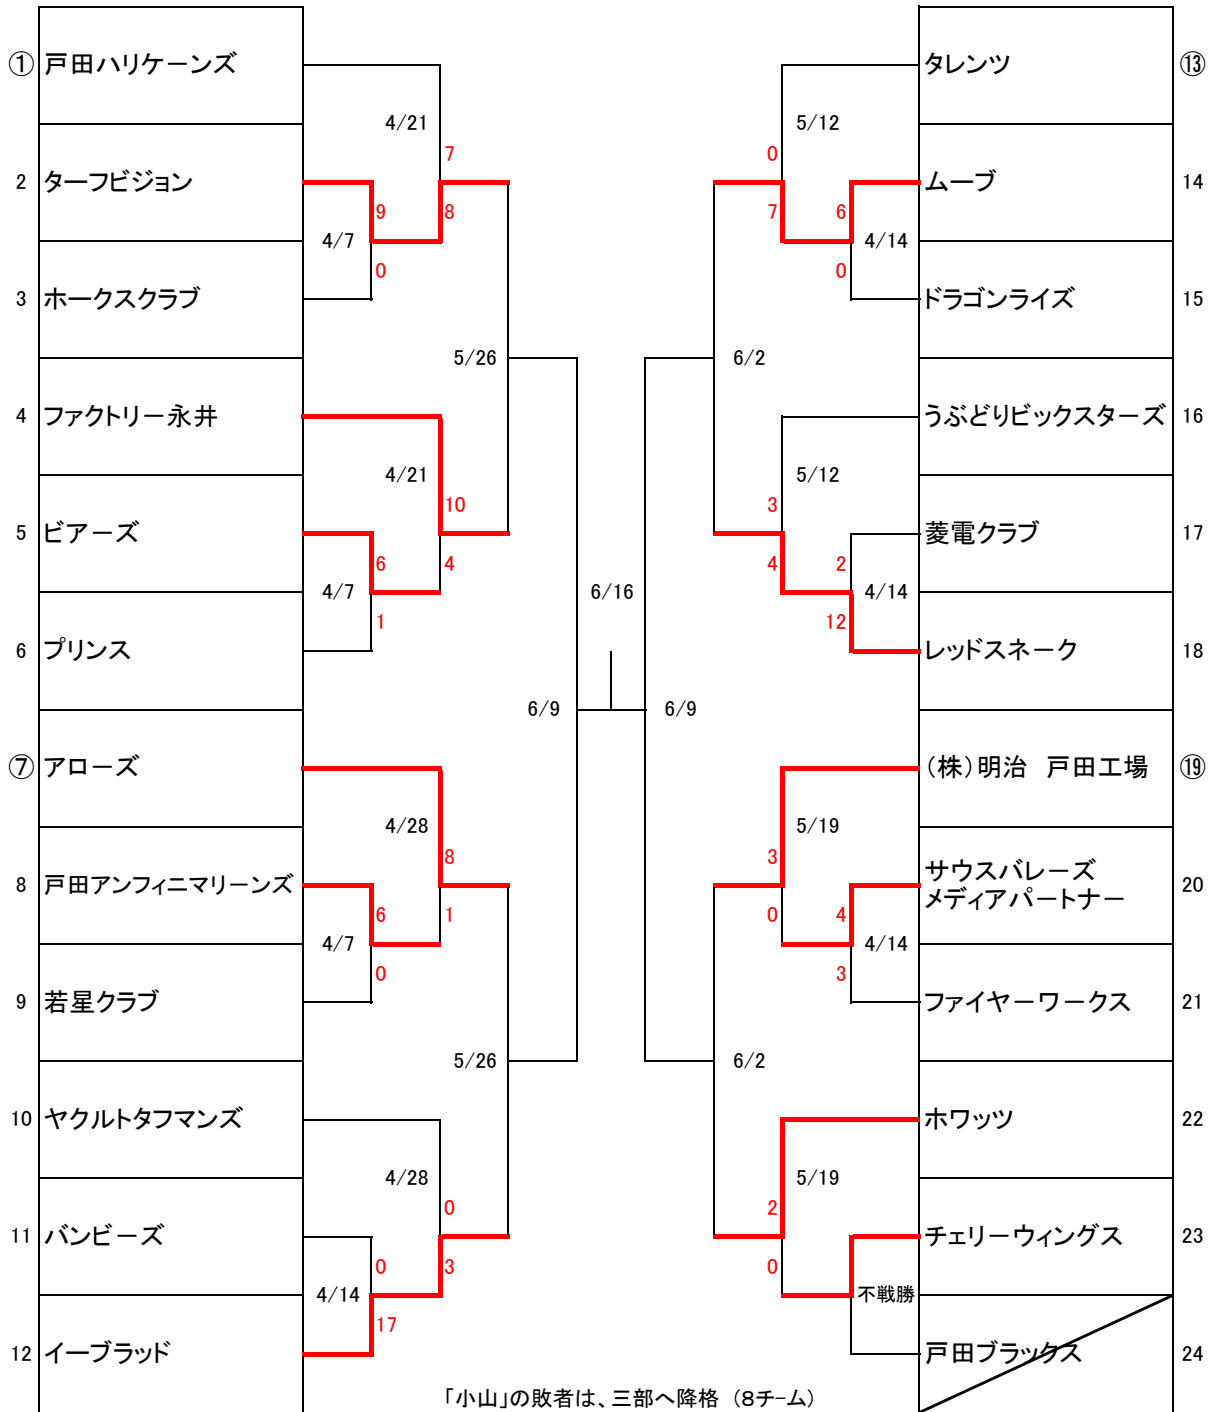 ① 戸田ハリケーンズ
4/21
7
2 ターフビジョン
9
8
4/7
0
3 ホークスクラブ
5/26
4 ファクトリー永井
4/21
10
5 ビアーズ
6
4
4/7
1
6 プリンス
6/9
⑦ アローズ
4/28
8
8 戸田アンフィニマリーンズ
6
1
4/7
0
9 若星クラブ
5/26
10 ヤクルトタフマンズ
4/28
0
11 バンビーズ
0
3
4/14
17
12 イーブラッド
6/16
タレンツ ⑬
5/12
0
ムーブ 14
7
6
4/14
0
ドラゴンライズ 15
6/2
うぶどりビックスターズ 16
5/12
3
菱電クラブ 17
4
2
4/14
12
レッドスネーク 18
6/9
(株)明治 戸田工場 ⑲
5/19
3
サウスバレーズ
メディアパートナー 20
0
4
4/14
3
ファイヤーワークス 21
6/2
ホワッツ 22
5/19
2
チェリーウィングス 23
0
不戦勝
戸田ブラックス 24
「小山」の敗者は、三部へ降格 (8チーム)